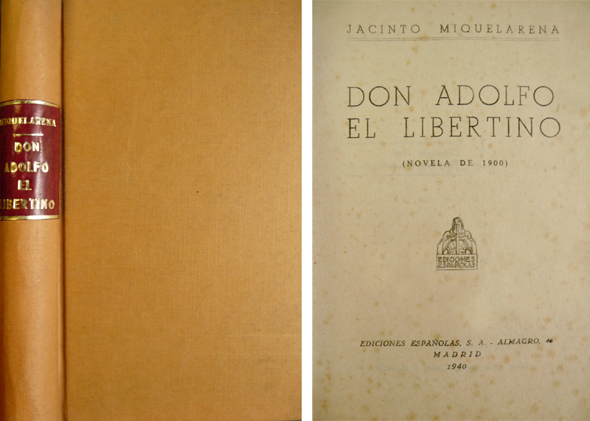 MIQUELARENA
DON
ADOLFO
EL
LIBERTINO
JACINTO MIQUELARENA
DON ADOLFO
EL LIBERTINO
(NOVELA DE 1900)
EDICIONES
ESPAÑOLAS
EDICIONES ESPAÑOLAS, S. A. - ALMAGRO,
MADRID
1940